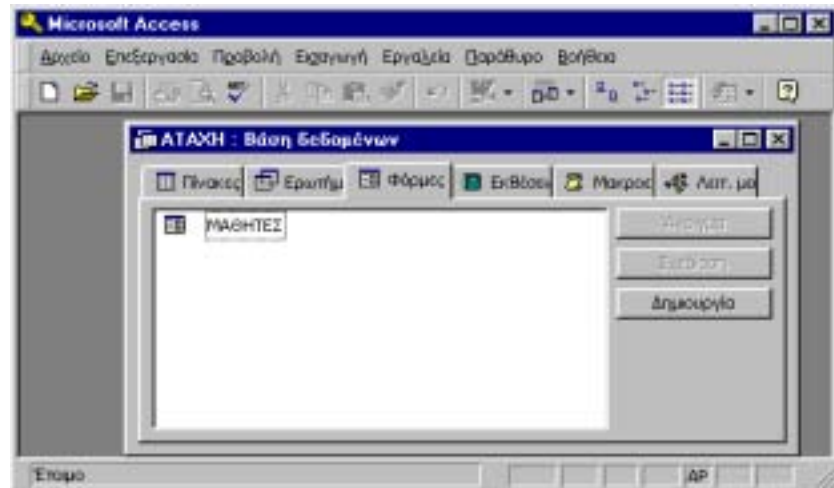 Microsoft Access
Αρχείο Επεξεργασία Προβολή Εισαγωγή Εργαλεία Παράθυρο Βοήθεια
ΑΤΑΧΗ : Βάση δεδομένων
Πίνακες Ερωτήμ Φόρμες Εκθέσει Μακροε Λειτ. μο
ΜΑΘΗΤΕΣ
Δημιουργία
Έτοιμο ΑΡ